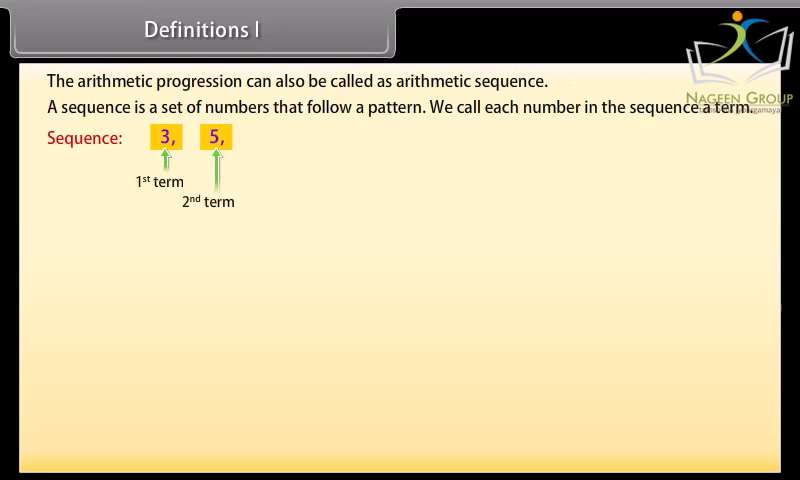 Definitions I
NAGEEN GROUP
The arithmetic progression can also be called as arithmetic sequence.
A sequence is a set of numbers that follow a pattern. We call each number in the sequence a term.
Sequence: 3, 5,
1st term
2nd term